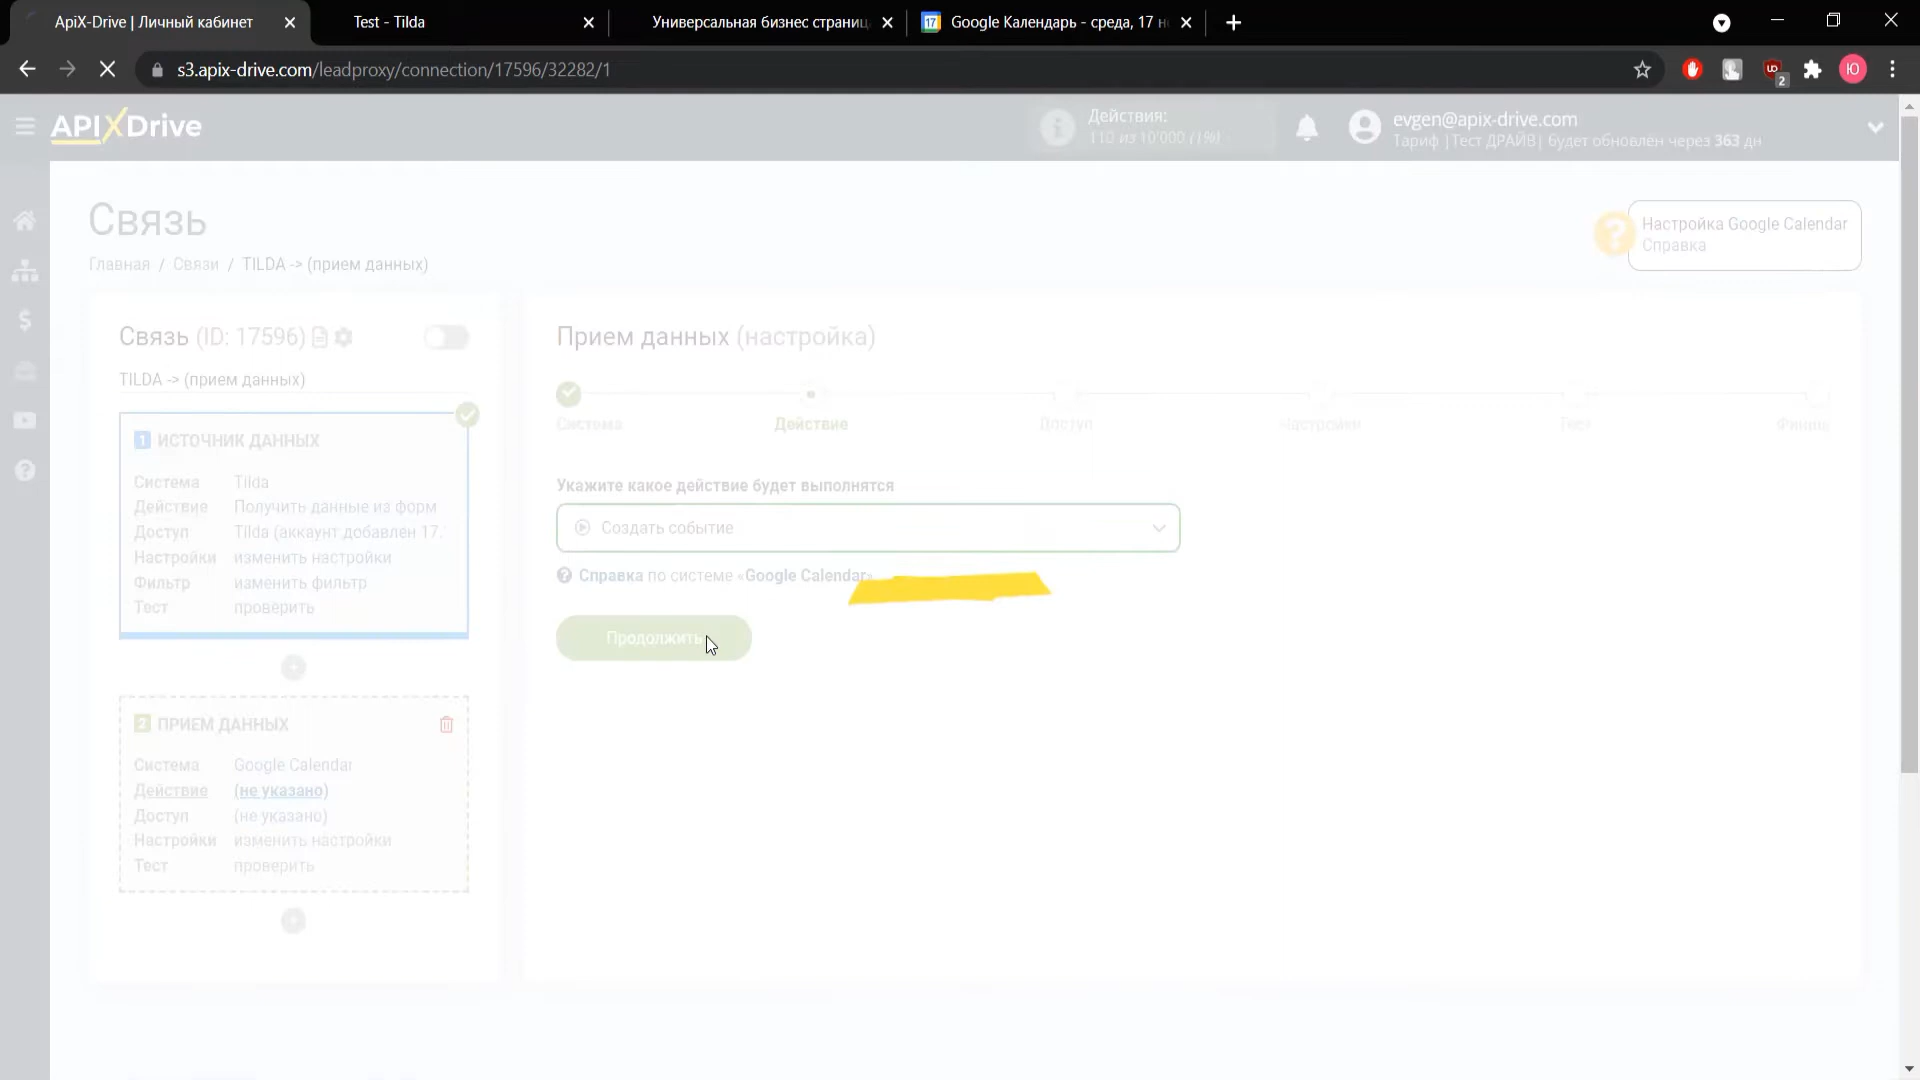 ApiX-Drive | Личный кабинет
Test - Tilda
Универсальная бизнес страниц
17 Google Календарь - среда, 17 н
s3.apix-drive.com/leadproxy/connection/17596/32282/1
2
Ю
APIXDrive
Действия:
110 из 10'000 (1%)
evgen@apix-drive.com
Тариф |Тест ДРАЙВ| будет обновлен через 363 дн
Связь
Главная / Связи / TILDA -> (прием данных)
Настройка Google Calendar
Справка
Связь (ID: 17596)
TILDA -> (прием данных)
1 ИСТОЧНИК ДАННЫХ
Система Tilda
Действие Получить данные из форм
Доступ Tilda (аккаунт добавлен 17.
Настройки изменить настройки
Фильтр изменить фильтр
Тест проверить
2 ПРИЕМ ДАННЫХ
Система Google Calendar
Действие (не указано)
Доступ (не указано)
Настройки изменить настройки
Тест проверить
Прием данных (настройка)
Система
Действие
Доступ
Настройки
Тест
Финиш
Укажите какое действие будет выполнятся
Создать событие
Справка по системе «Google Calendar»
Продолжить